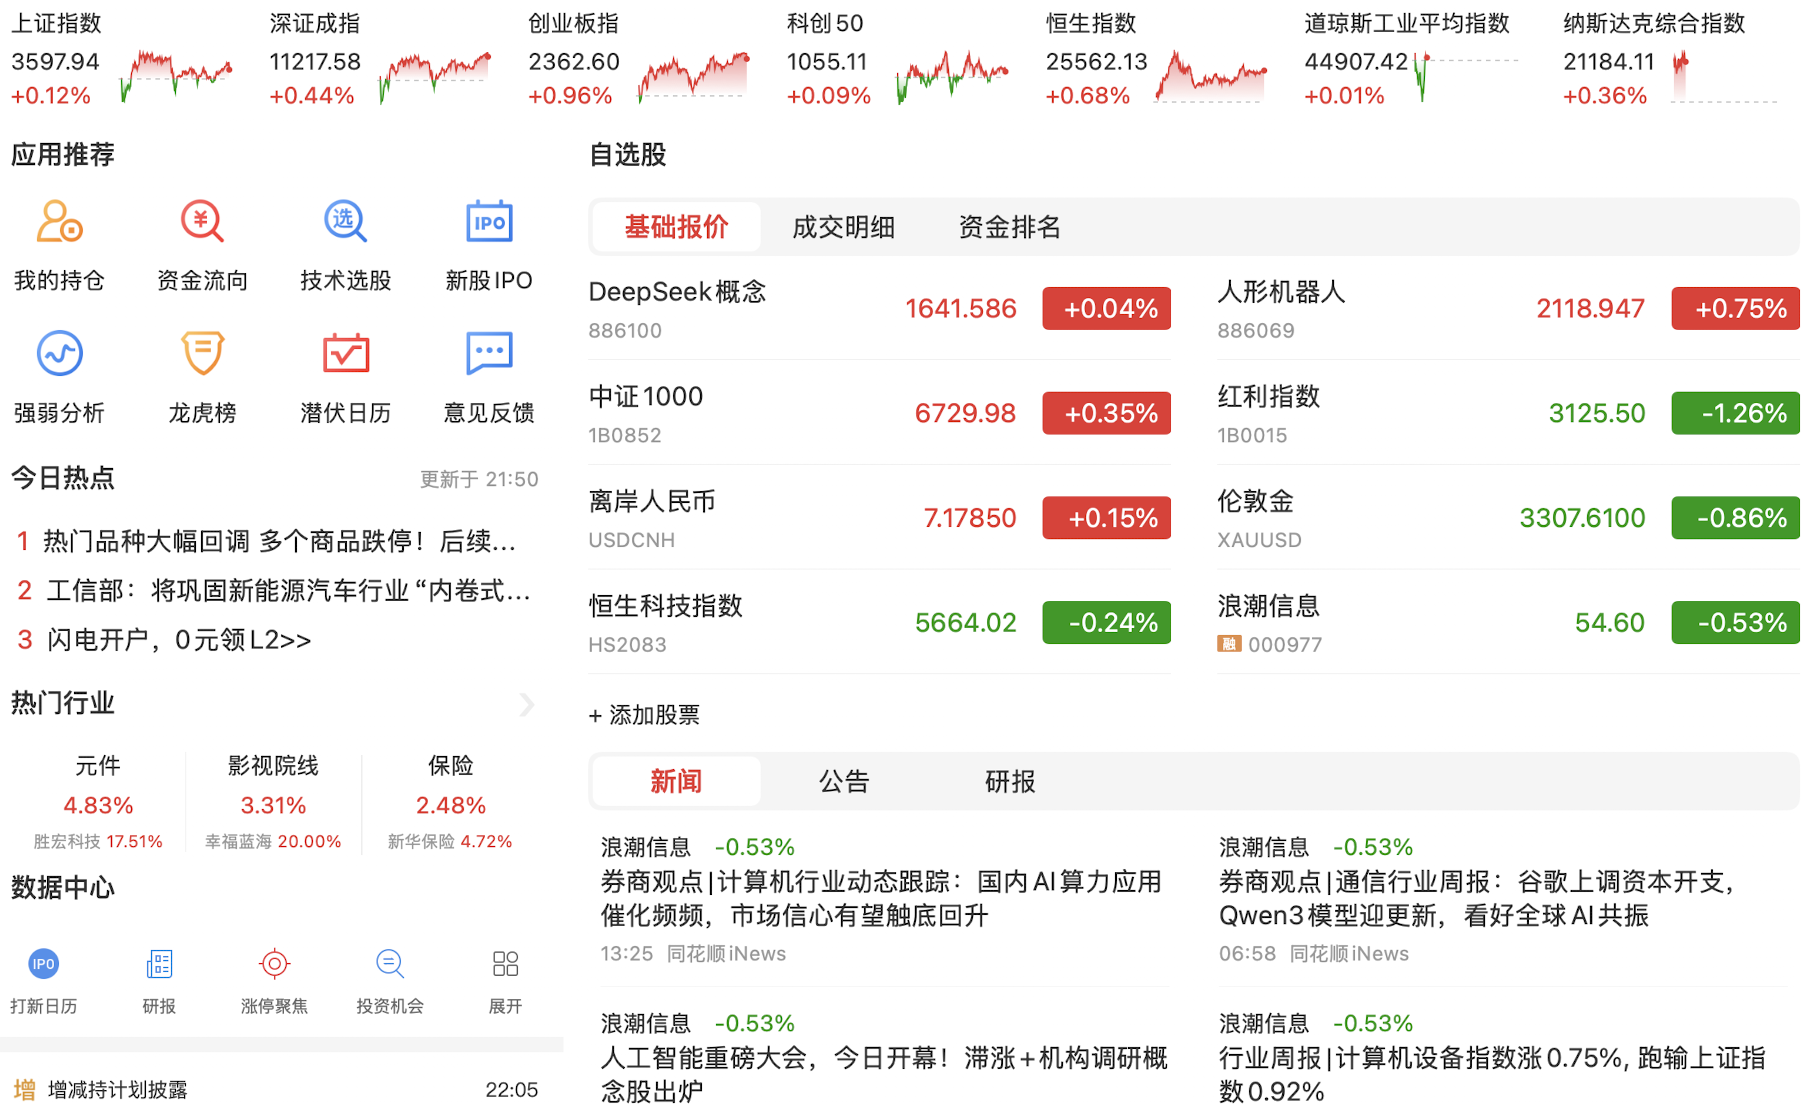 上证指数
3597.94
+0.12%
深证成指
11217.58
+0.44%
创业板指
2362.60
+0.96%
科创50
1055.11
+0.09%
恒生指数
25562.13
+0.68%
道琼斯工业平均指数
44907.42
+0.01%
纳斯达克综合指数
21184.11
+0.36%
应用推荐
我的持仓
¥
资金流向
选
技术选股
IPO
新股IPO
强弱分析
龙虎榜
潜伏日历
意见反馈
今日热点
更新于 21:50
1 热门品种大幅回调 多个商品跌停！后续...
2 工信部：将巩固新能源汽车行业“内卷式...
3 闪电开户，0元领L2>>
热门行业
元件
4.83%
胜宏科技 17.51%
影视院线
3.31%
幸福蓝海 20.00%
保险
2.48%
新华保险 4.72%
数据中心
IPO
打新日历
研报
涨停聚焦
投资机会
展开
增 增减持计划披露 22:05
自选股
基础报价 成交明细 资金排名
DeepSeek概念
886100
1641.586
+0.04%
人形机器人
886069
2118.947
+0.75%
中证1000
1B0852
6729.98
+0.35%
红利指数
1B0015
3125.50
-1.26%
离岸人民币
USDCNH
7.17850
+0.15%
伦敦金
XAUUSD
3307.6100
-0.86%
恒生科技指数
HS2083
5664.02
-0.24%
浪潮信息
融 000977
54.60
-0.53%
+ 添加股票
新闻 公告 研报
浪潮信息 -0.53%
券商观点|计算机行业动态跟踪：国内AI算力应用
催化频频，市场信心有望触底回升
13:25 同花顺iNews
浪潮信息 -0.53%
券商观点|通信行业周报：谷歌上调资本开支，
Qwen3模型迎更新，看好全球AI共振
06:58 同花顺iNews
浪潮信息 -0.53%
人工智能重磅大会，今日开幕！滞涨+机构调研概
念股出炉
浪潮信息 -0.53%
行业周报|计算机设备指数涨0.75%, 跑输上证指
数0.92%